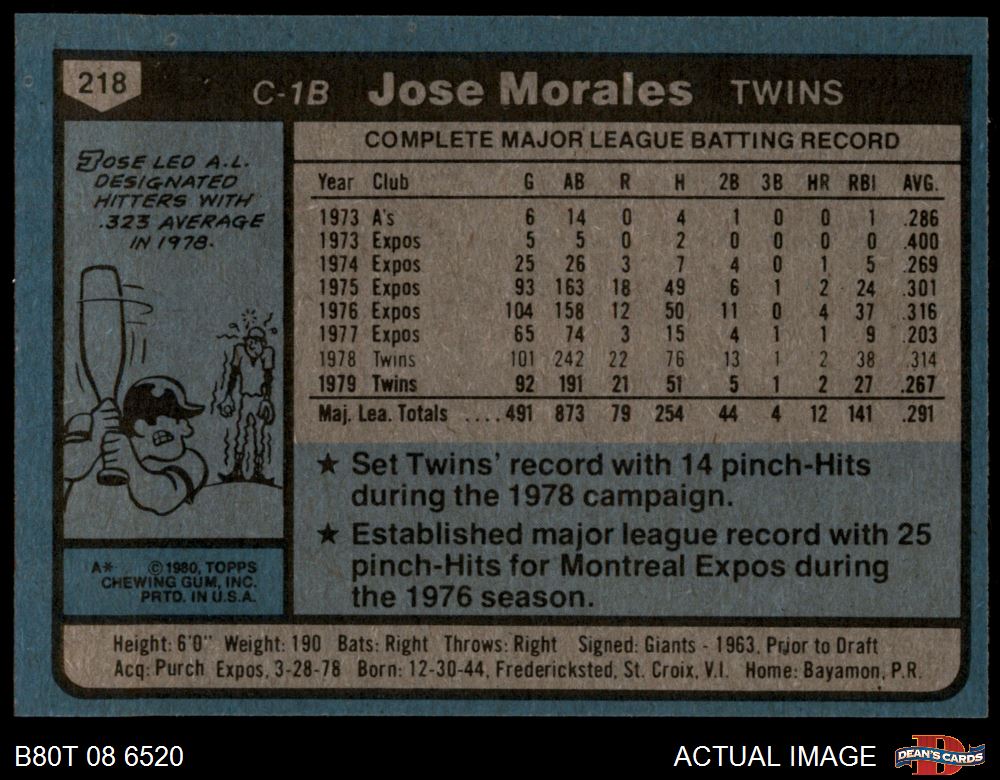 218 C-1B Jose Morales TWINS
JOSE LED A.L.
DESIGNATED
HITTERS WITH
.323 AVERAGE
IN 1978.
COMPLETE MAJOR LEAGUE BATTING RECORD
Year Club G AB R H 2B 3B HR RBI AVG.
1973 A's 6 14 0 4 1 0 0 1 .286
1973 Expos 5 5 0 2 0 0 0 0 .400
1974 Expos 25 26 3 7 4 0 1 5 .269
1975 Expos 93 163 18 49 6 1 2 24 .301
1976 Expos 104 158 12 50 11 0 4 37 .316
1977 Expos 65 74 3 15 4 1 1 9 .203
1978 Twins 101 242 22 76 13 1 2 38 .314
1979 Twins 92 191 21 51 5 1 2 27 .267
Maj. Lea. Totals ....491 873 79 254 44 4 12 141 .291
★ Set Twins' record with 14 pinch-Hits
during the 1978 campaign.
★ Established major league record with 25
pinch-Hits for Montreal Expos during
the 1976 season.
A* ©1980, TOPPS
CHEWING GUM, INC.
PRTD. IN U.S.A.
Height: 6'0" Weight: 190 Bats: Right Throws: Right Signed: Giants - 1963, Prior to Draft
Acq: Purch Expos, 3-28-78 Born: 12-30-44, Fredericksted, St. Croix, V.I. Home: Bayamon, P.R.
B80T 08 6520 ACTUAL IMAGE DEAN'S CARDS